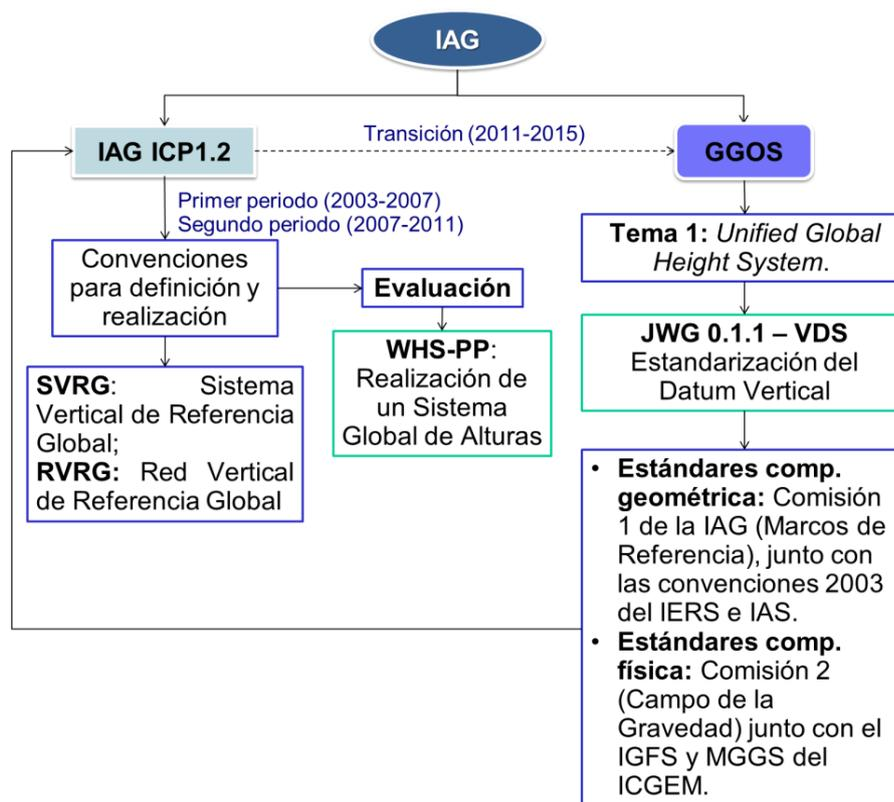 IAG
IAG ICP1.2
Transición (2011-2015)
GGOS
Primer periodo (2003-2007)
Segundo periodo (2007-2011)
Convenciones
para definición y
realización
Evaluación
SVRG: Sistema
Vertical de Referencia
Global;
RVRG: Red Vertical
de Referencia Global
WHS-PP:
Realización de
un Sistema
Global de Alturas
Tema 1: Unified Global
Height System.
JWG 0.1.1 – VDS
Estandarización del
Datum Vertical
• Estándares comp.
geométrica: Comisión
1 de la IAG (Marcos de
Referencia), junto con
las convenciones 2003
del IERS e IAS.
• Estándares comp.
física: Comisión 2
(Campo de la
Gravedad) junto con el
IGFS y MGGS del
ICGEM.